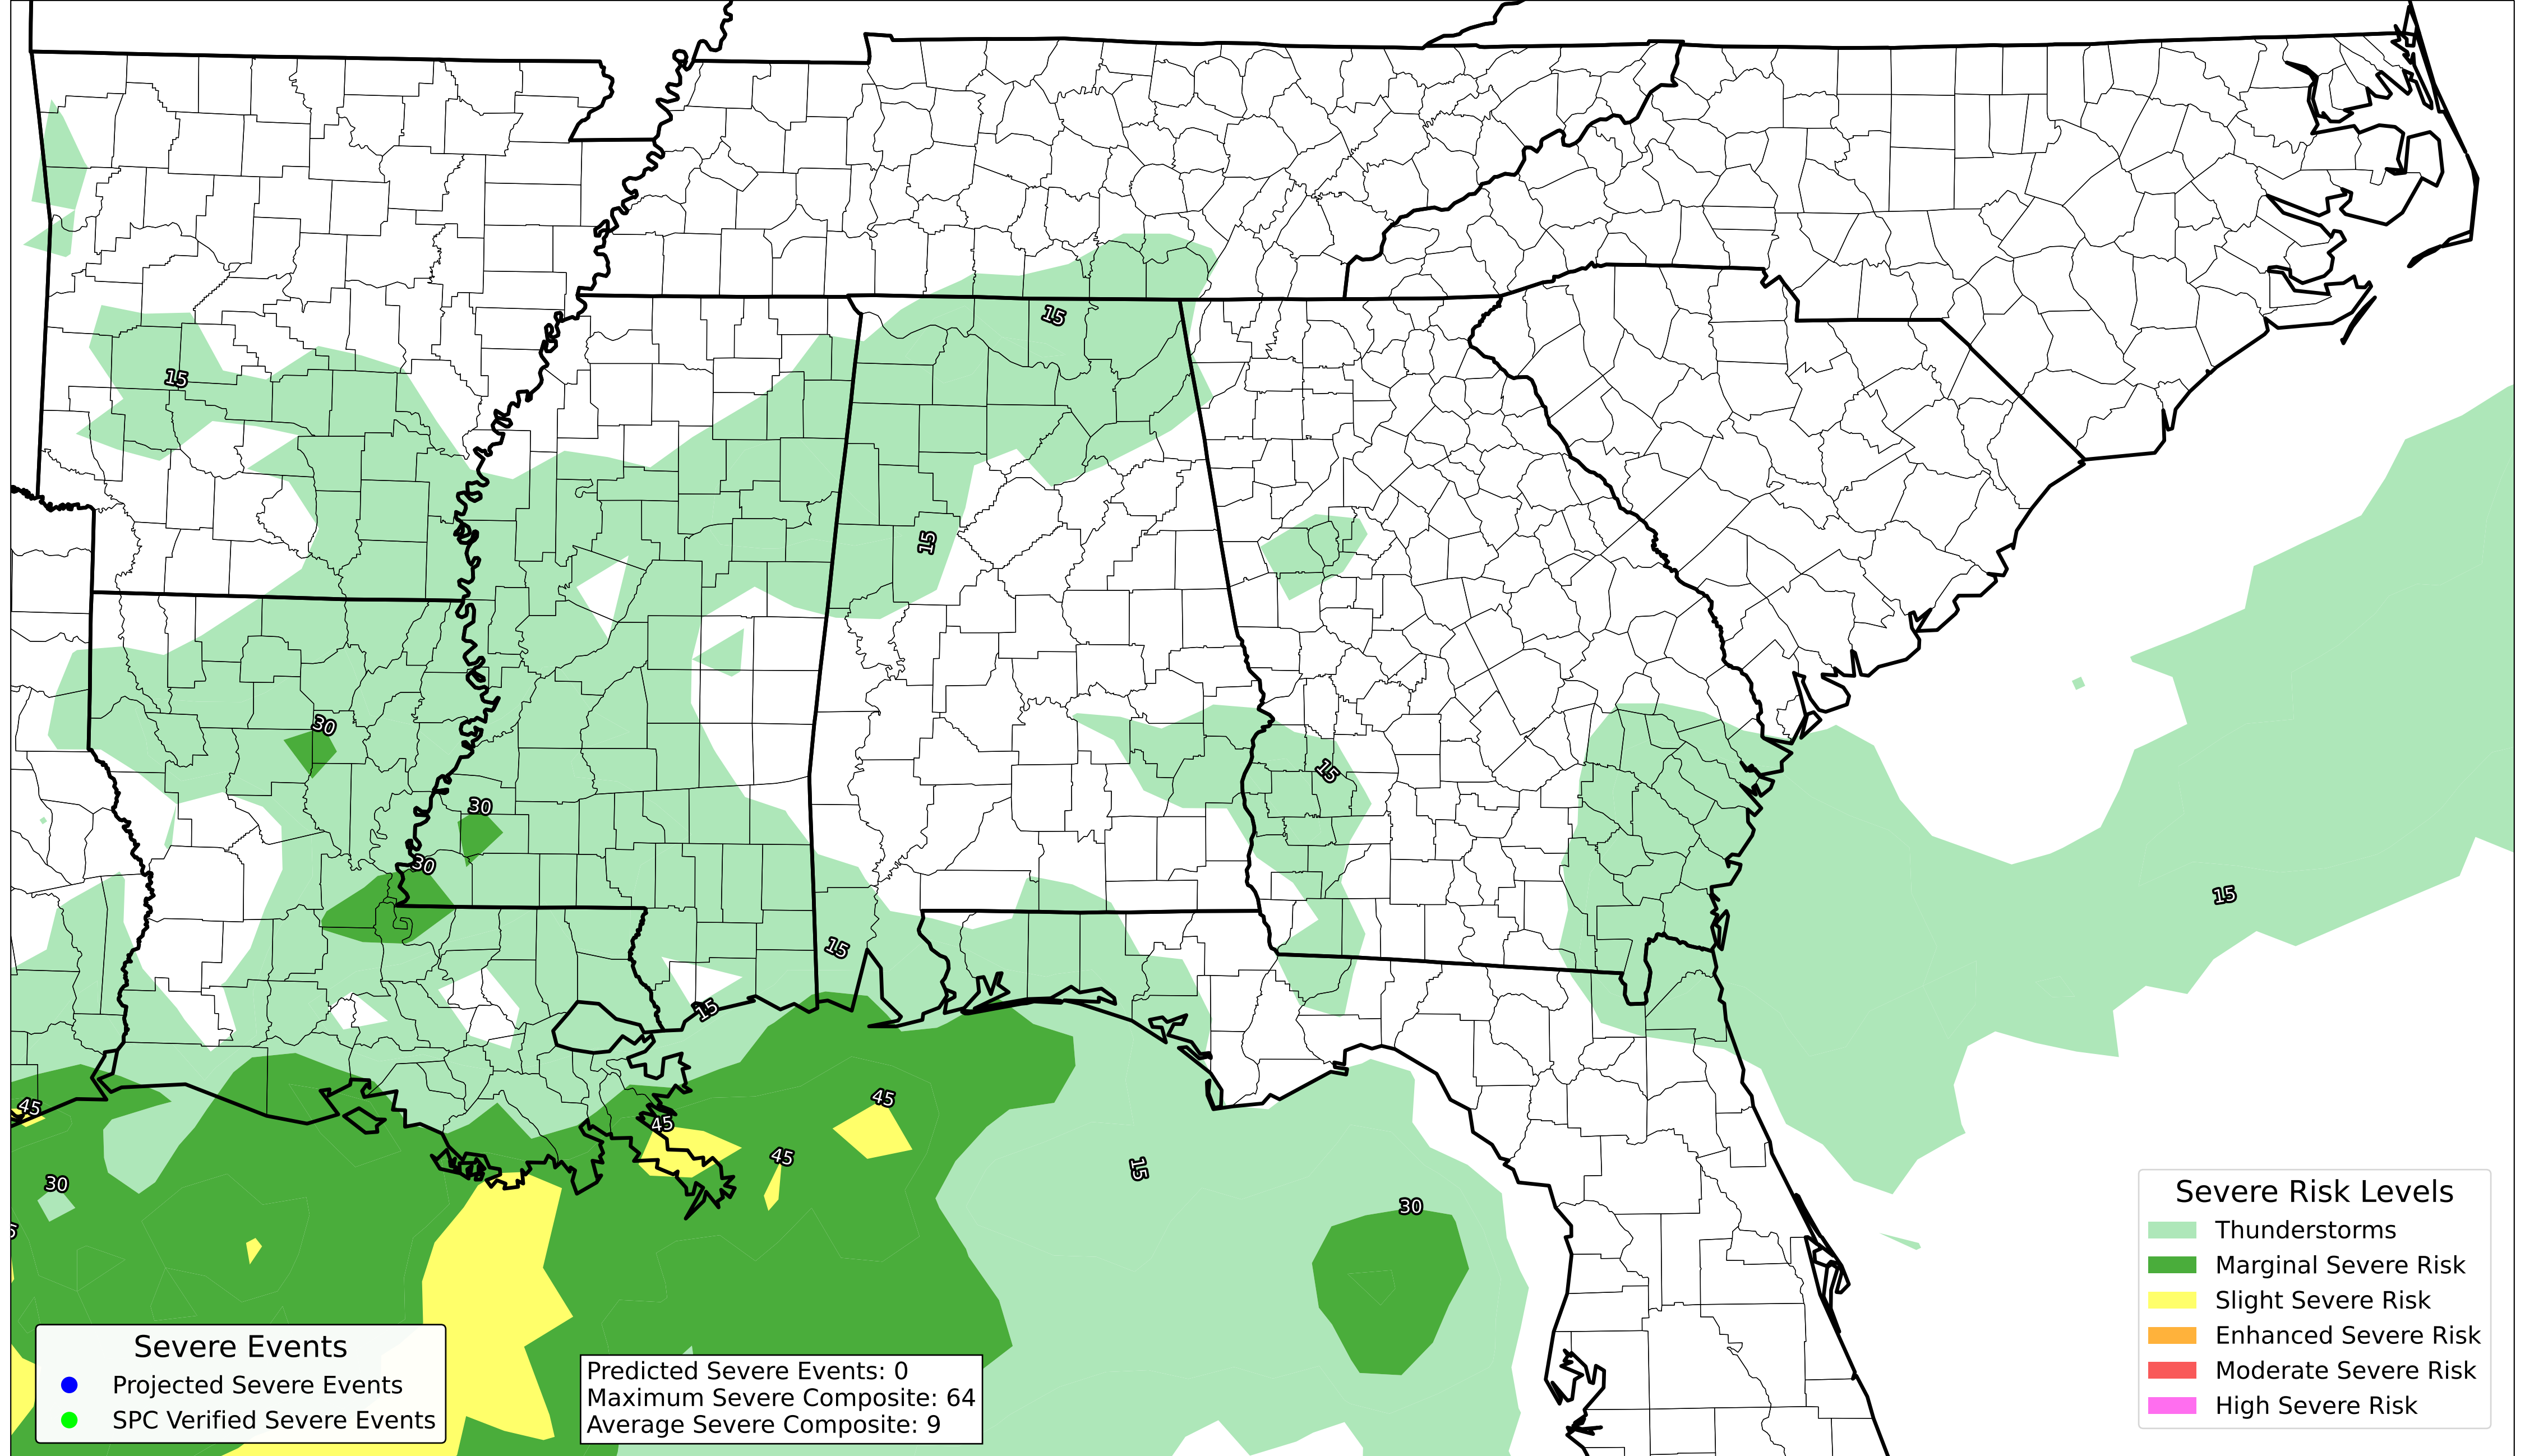 15
15
15
30
15
30
30
15
15
15
45
45
45
15
45
30
30
Severe Risk Levels
Thunderstorms
Marginal Severe Risk
Slight Severe Risk
Enhanced Severe Risk
Moderate Severe Risk
High Severe Risk
Severe Events
Projected Severe Events
SPC Verified Severe Events
Predicted Severe Events: 0
Maximum Severe Composite: 64
Average Severe Composite: 9